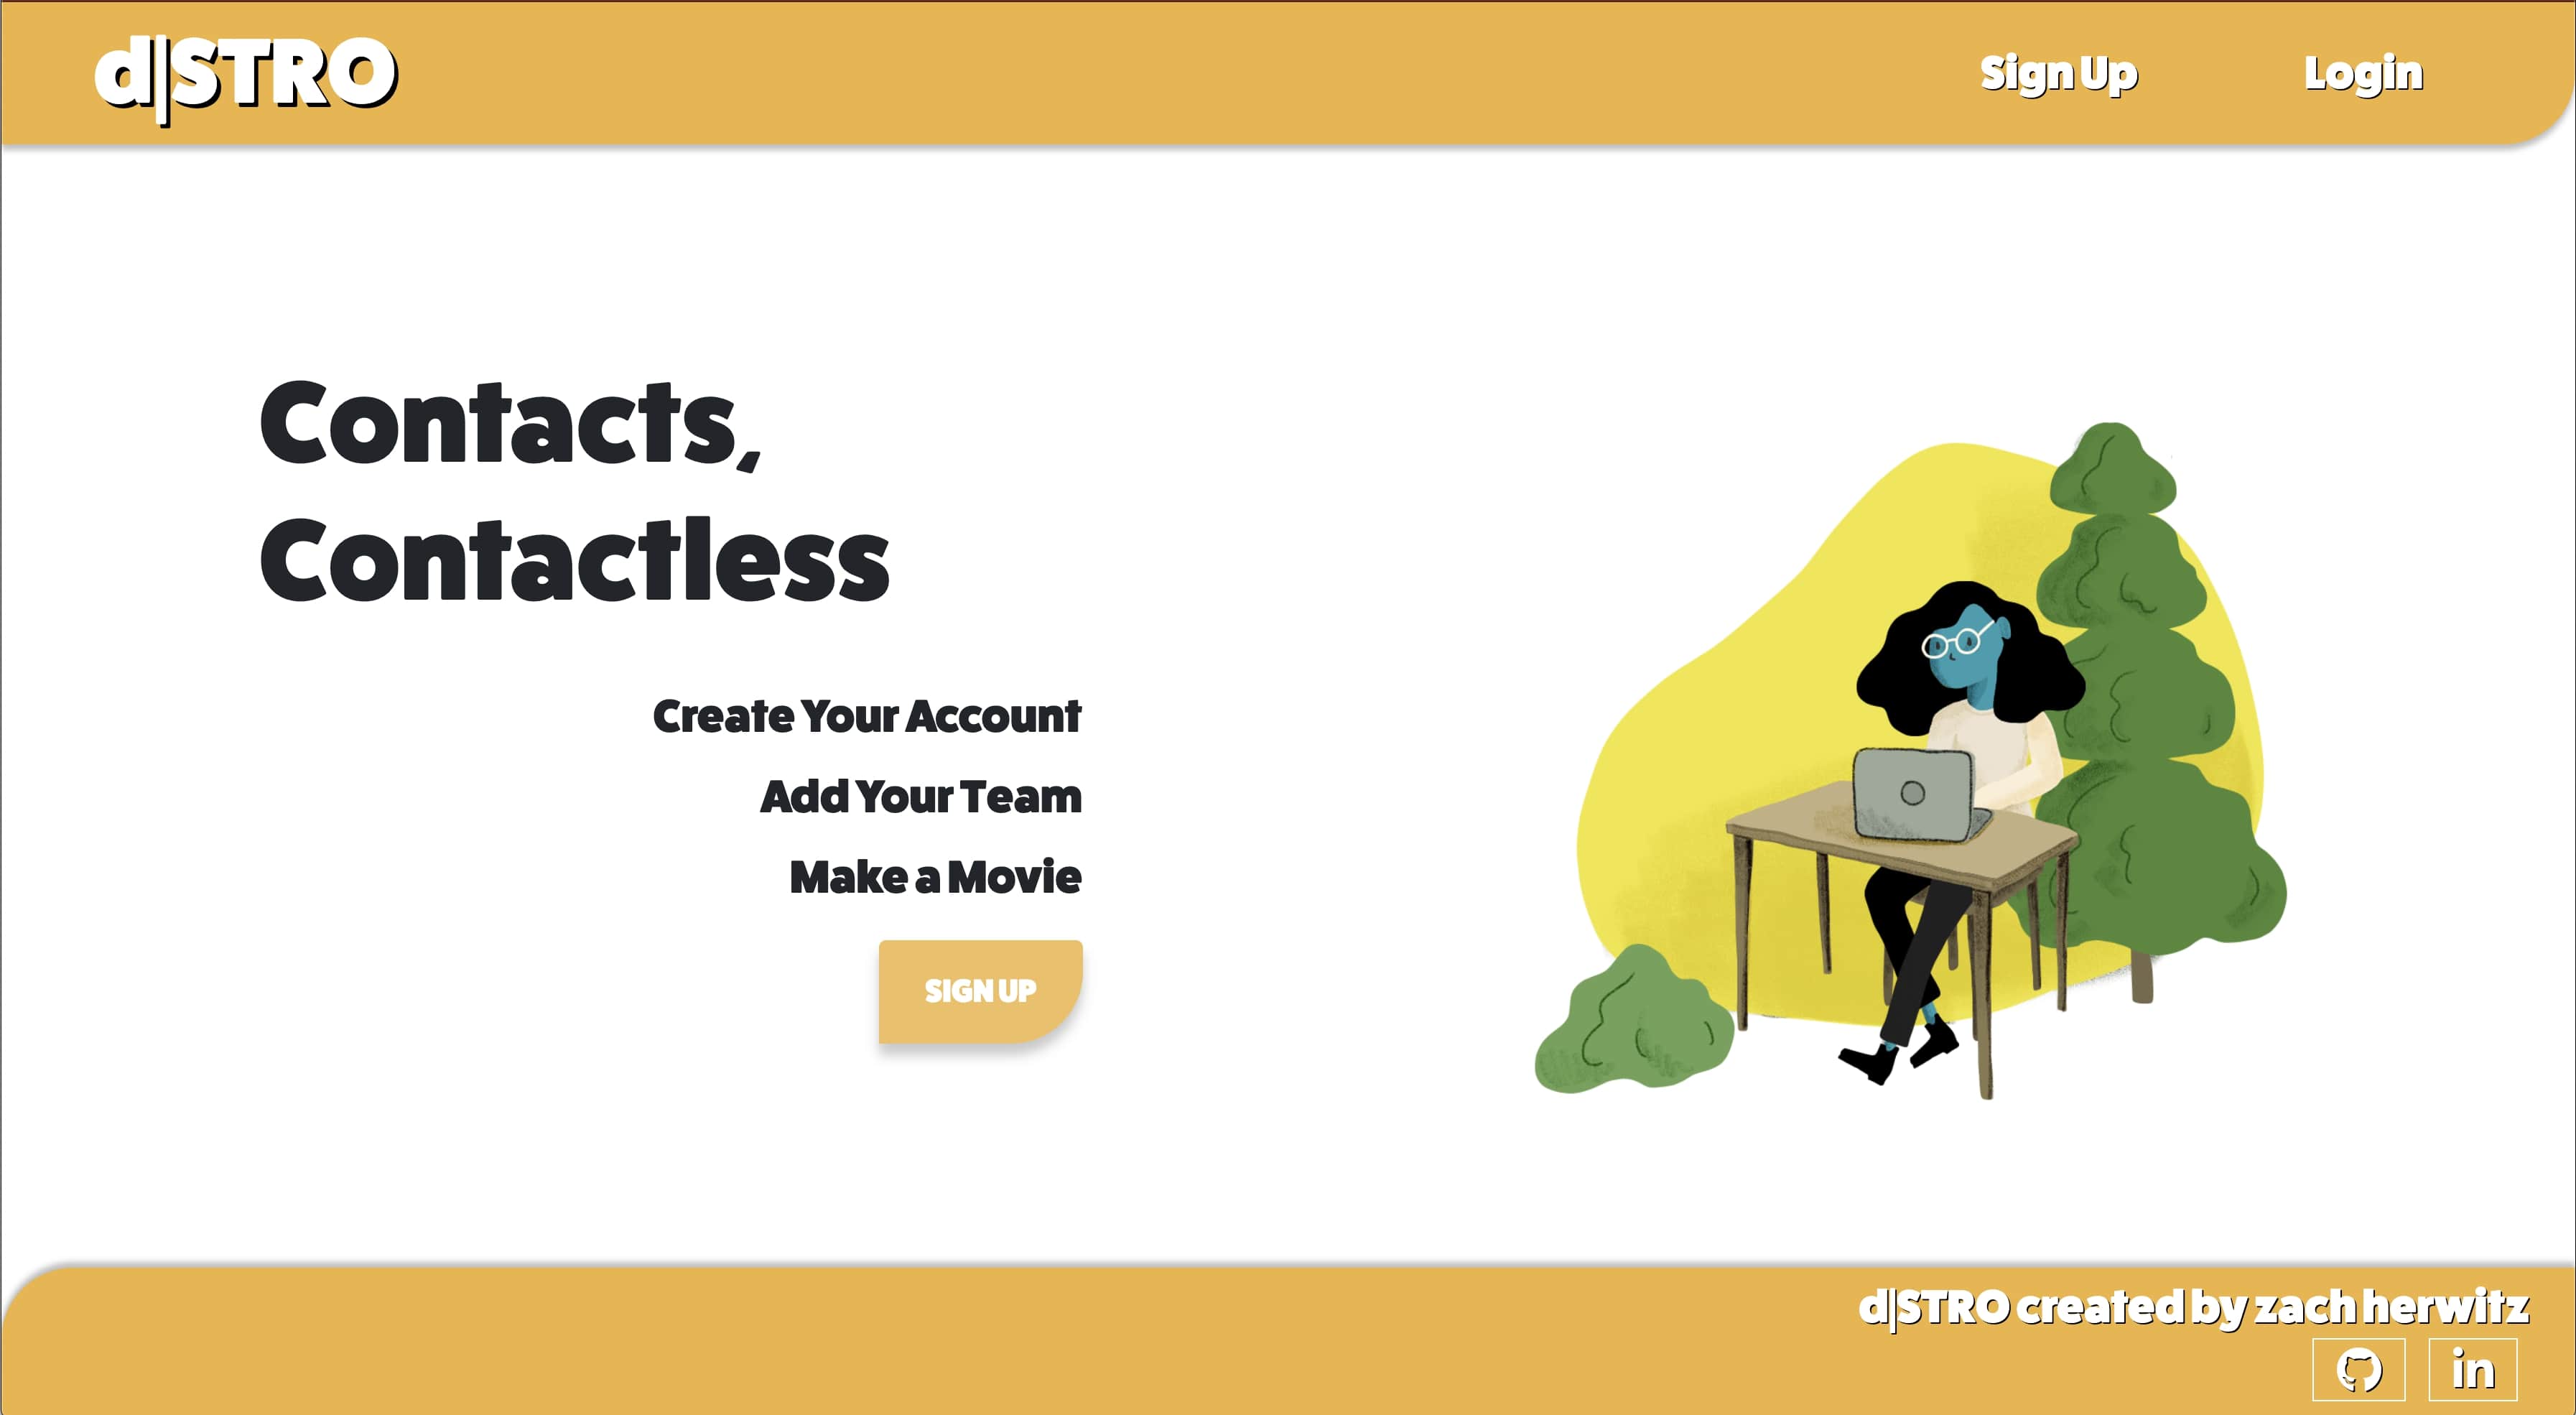 d|STRO
Sign Up
Login
Contacts,
Contactless
Create Your Account
Add Your Team
Make a Movie
SIGN UP
d|STRO created by zach herwitz
in